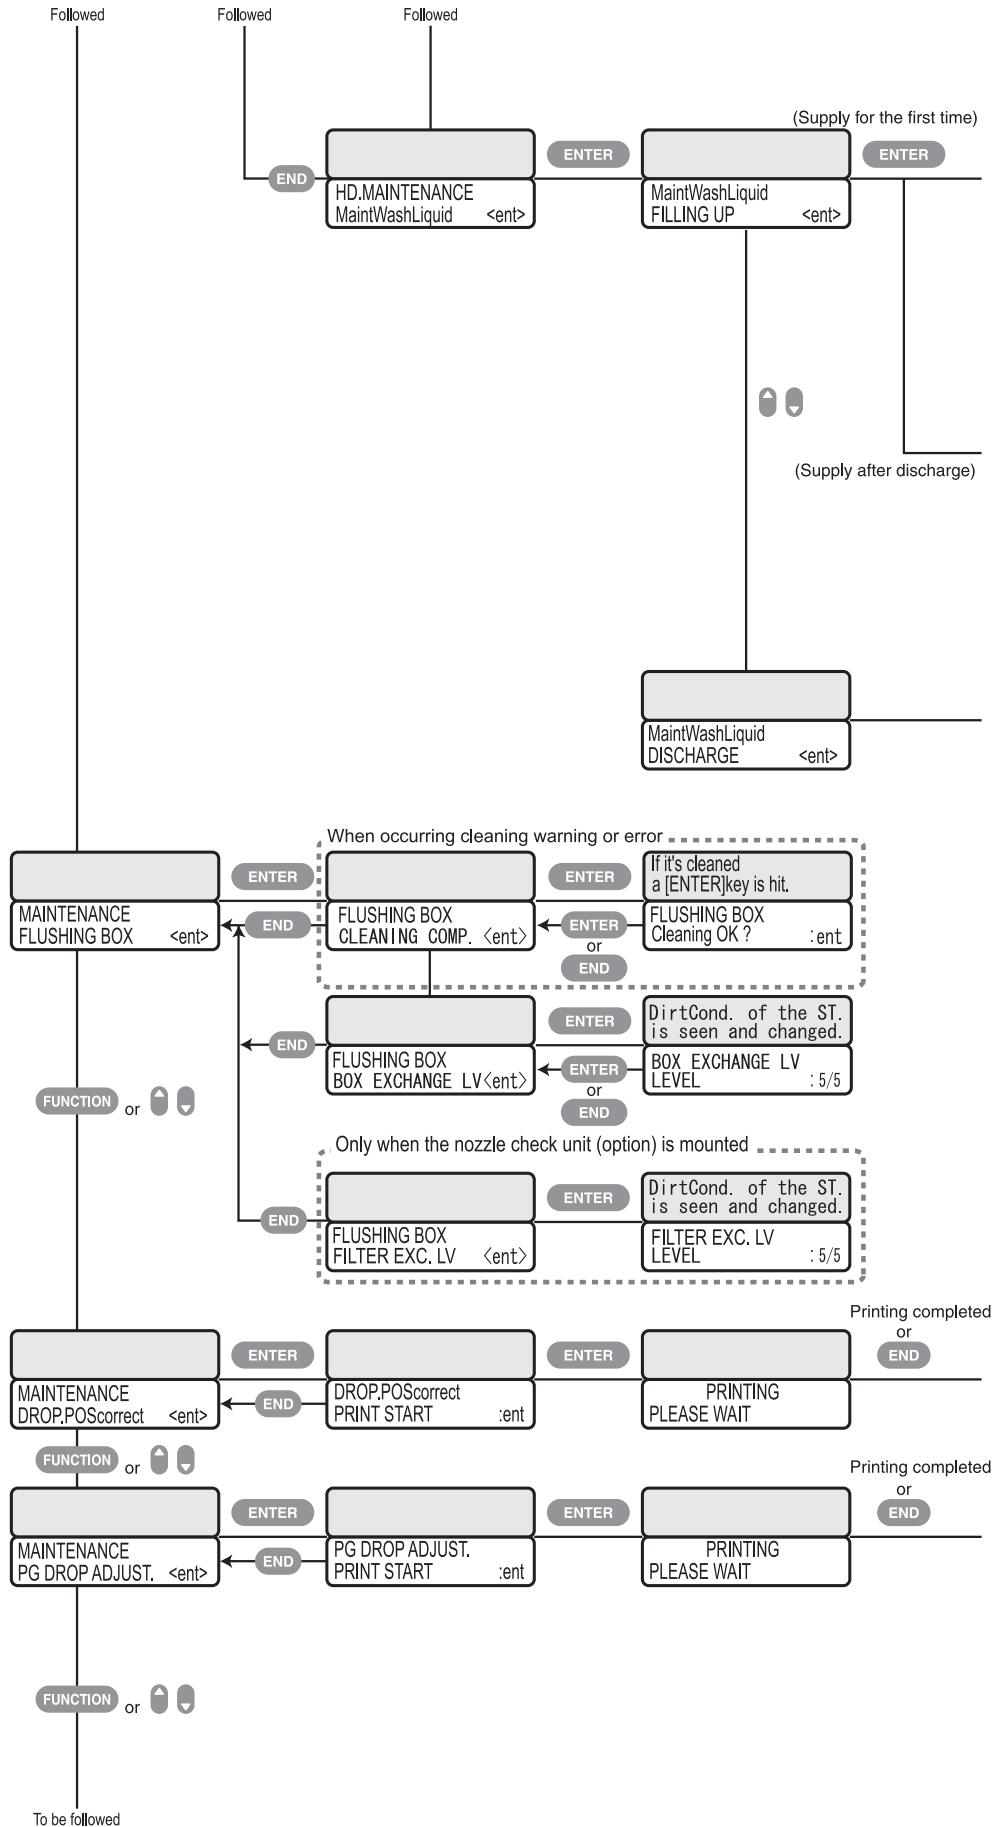 Followed
Followed
Followed
(Supply for the first time)
ENTER
ENTER
END
HD.MAINTENANCE
MaintWashLiquid <ent>
MaintWashLiquid
FILLING UP <ent>
(Supply after discharge)
MaintWashLiquid
DISCHARGE <ent>
When occurring cleaning warning or error
ENTER
ENTER
If it's cleaned
a [ENTER]key is hit.
MAINTENANCE
FLUSHING BOX <ent>
END
FLUSHING BOX
CLEANING COMP. <ent>
ENTER
or
END
FLUSHING BOX
Cleaning OK ? :ent
END
ENTER
DirtCond. of the ST.
is seen and changed.
FLUSHING BOX
BOX EXCHANGE LV<ent>
ENTER
or
END
BOX EXCHANGE LV
LEVEL :5/5
FUNCTION or
Only when the nozzle check unit (option) is mounted
END
ENTER
DirtCond. of the ST.
is seen and changed.
FLUSHING BOX
FILTER EXC. LV <ent>
FILTER EXC. LV
LEVEL :5/5
Printing completed
or
END
ENTER
ENTER
MAINTENANCE
DROP.POScorrect <ent>
END
DROP.POScorrect
PRINT START :ent
PRINTING
PLEASE WAIT
FUNCTION or
Printing completed
or
END
ENTER
ENTER
MAINTENANCE
PG DROP ADJUST. <ent>
END
PG DROP ADJUST.
PRINT START :ent
PRINTING
PLEASE WAIT
FUNCTION or
To be followed